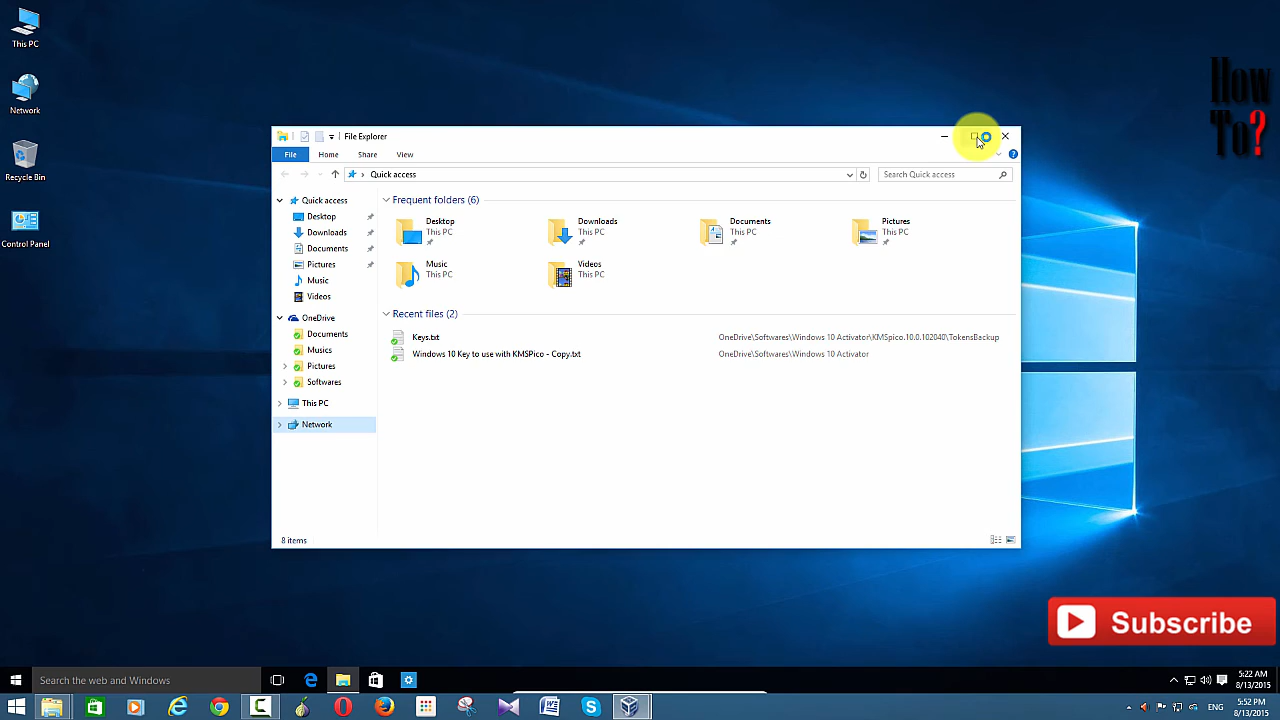 This PC
Network
Recycle Bin
Control Panel
How
To?
File Explorer
File
Home
Share
View
Quick access
Search Quick access
Quick access
Desktop
Downloads
Documents
Pictures
Music
Videos
OneDrive
Documents
Musics
Pictures
Softwares
This PC
Network
Frequent folders (6)
Desktop
This PC
Downloads
This PC
Documents
This PC
Pictures
This PC
Music
This PC
Videos
This PC
Recent files (2)
Keys.txt OneDrive\Softwares\Windows 10 Activator\KMSpico.10.0.102040\TokensBackup
Windows 10 Key to use with KMSPico - Copy.txt OneDrive\Softwares\Windows 10 Activator
8 items
Subscribe
Search the web and Windows
5:22 AM
8/13/2015
ENG
5:52 PM
8/13/2015